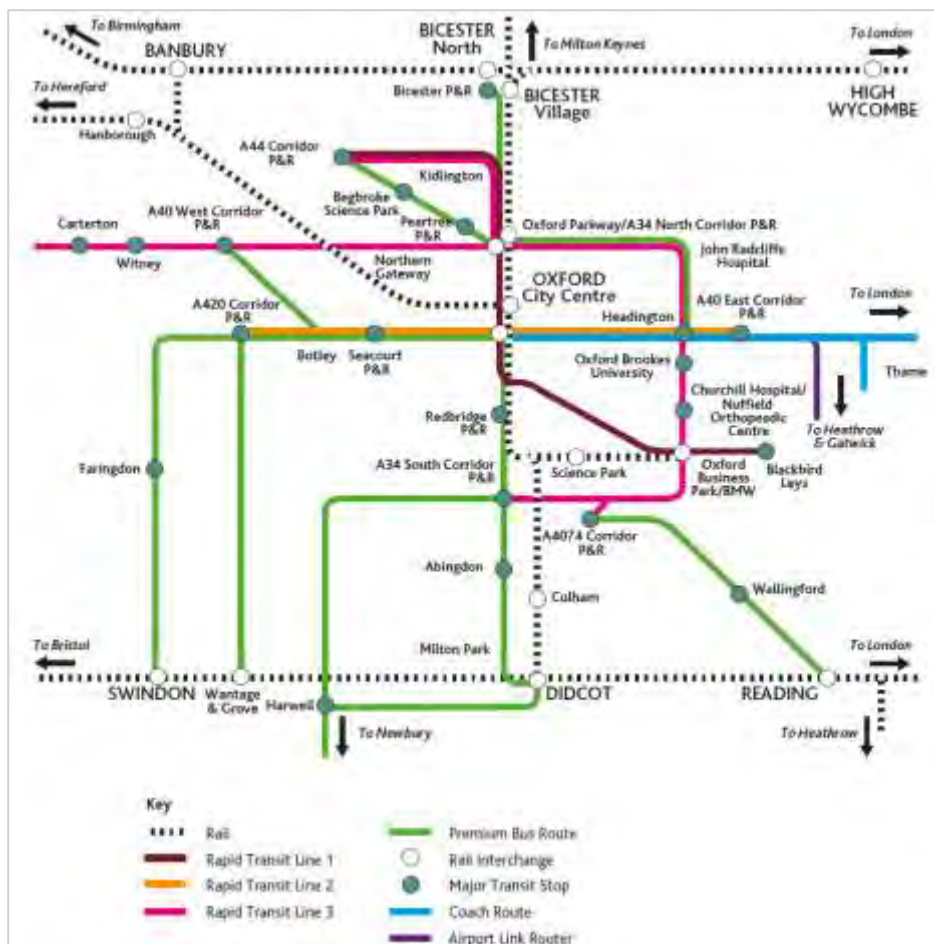 To Birmingham
BANBURY
BICESTER
North
To Milton Keynes
To London
To Hereford
Bicester P&R
BICESTER
Village
HIGH
WYCOMBE
Hanborough
A44 Corridor
P&R
Kidlington
Begbroke
Science Park
Peartree
P&R
Carterton
A40 West Corridor
P&R
Witney
Northern
Gateway
Oxford Parkway/A34 North Corridor P&R
John Radcliffe
Hospital
OXFORD
City Centre
A420 Corridor
P&R
Headington
A40 East Corridor
P&R
To London
Botley
Seacourt
P&R
Oxford Brookes
University
Thame
Redbridge
P&R
Churchill Hospital/
Nuffield
Orthopaedic
Centre
To Heathrow
& Gatwick
Faringdon
A34 South Corridor
P&R
Science Park
Oxford
Business
Park/BMW
Blackbird
Leys
A4074 Corridor
P&R
Abingdon
Culham
Wallingford
To Bristol
Milton Park
To London
SWINDON
Wantage
& Grove
Harwell
DIDCOT
READING
To Newbury
To Heathrow
Key
Rail
Rapid Transit Line 1
Rapid Transit Line 2
Rapid Transit Line 3
Premium Bus Route
Rail Interchange
Major Transit Stop
Coach Route
Airport Link Router